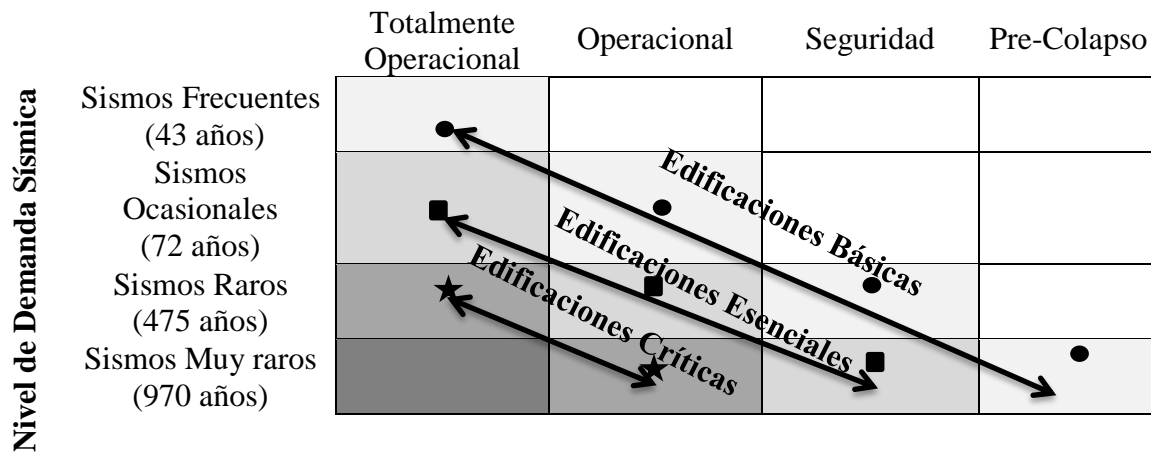 Totalmente
Operacional
Operacional
Seguridad
Pre-Colapso
Nivel de Demanda Sísmica
Sismos Frecuentes
(43 años)
Sismos
Ocasionales
(72 años)
Sismos Raros
(475 años)
Sismos Muy raros
(970 años)
Edificaciones Básicas
Edificaciones Esenciales
Edificaciones Críticas